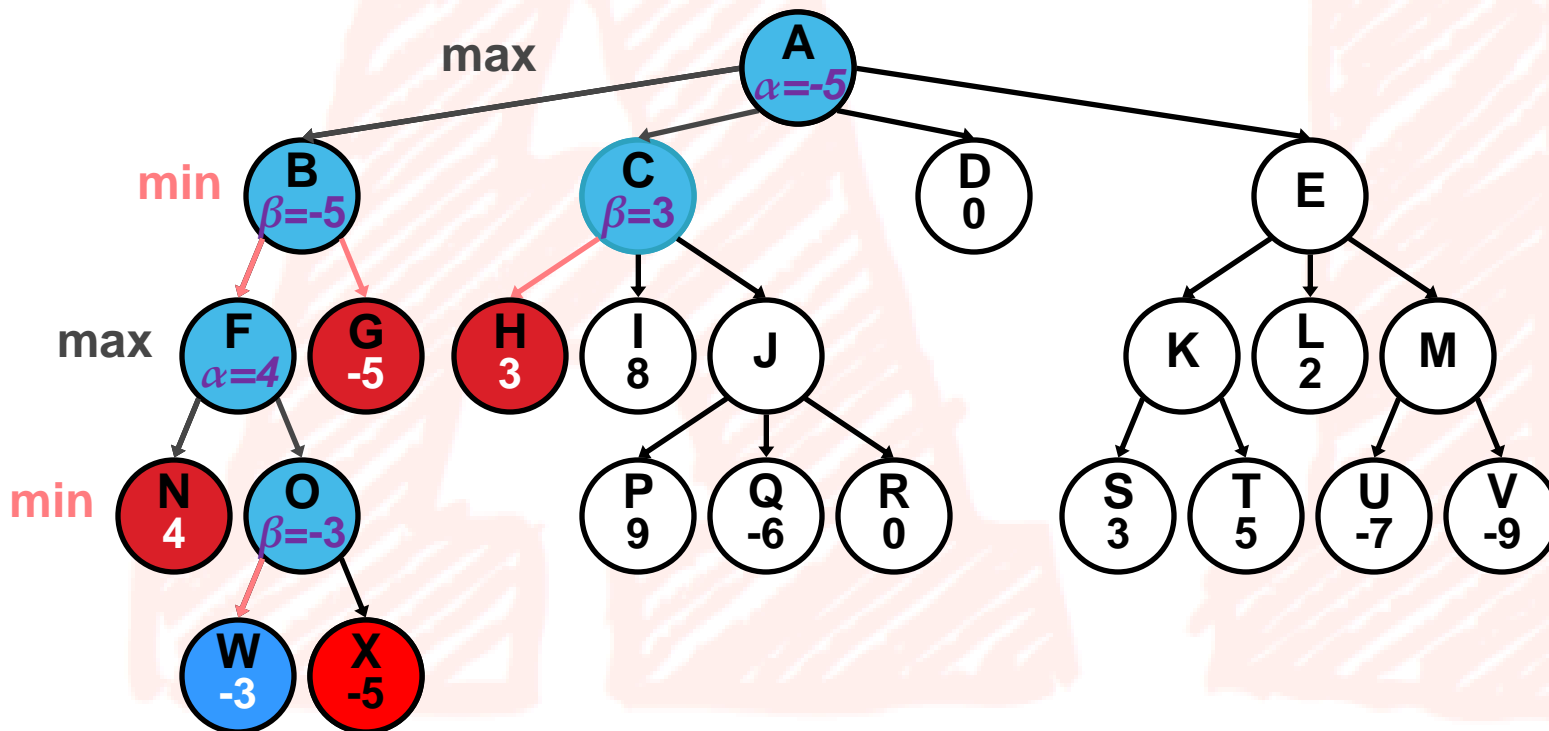 max
A
α=-5
min
B
β=-5
C
β=3
D
0
E
max
F
α=4
G
-5
H
3
I
8
J
K
L
2
M
min
N
4
O
β=-3
P
9
Q
-6
R
0
S
3
T
5
U
-7
V
-9
W
-3
X
-5